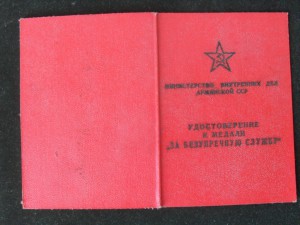 МИНИСТЕРСТВО ВНУТРЕННИХ ДЕЛ
АРМЯНСКОЙ ССР
УДОСТОВЕРЕНИЕ
К МЕДАЛИ
„ЗА БЕЗУПРЕЧНУЮ СЛУЖБУ"